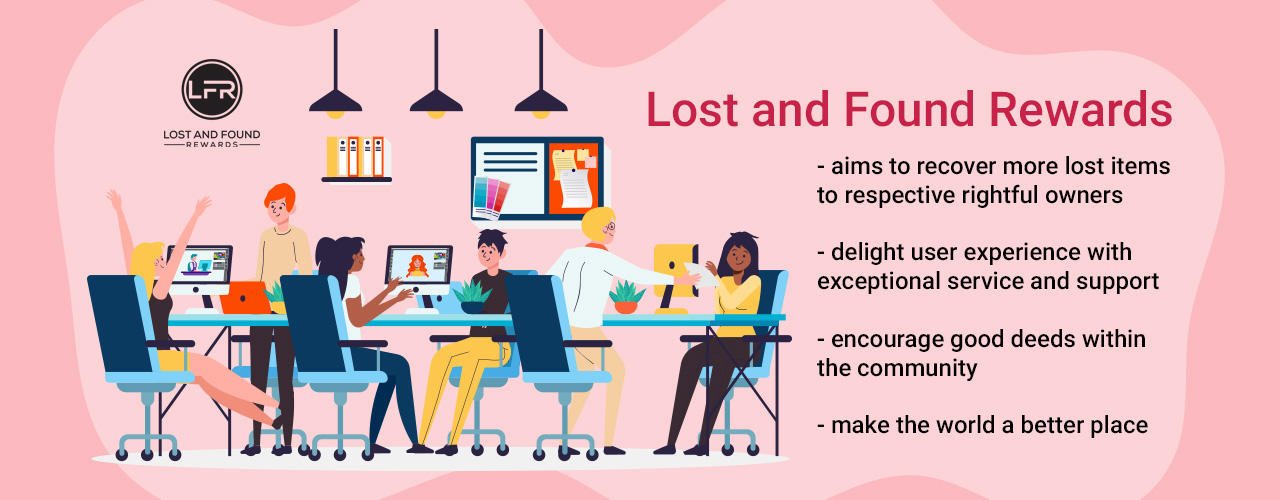 LFR
LOST AND FOUND
REWARDS
Lost and Found Rewards
- aims to recover more lost items
to respective rightful owners
- delight user experience with
exceptional service and support
- encourage good deeds within
the community
- make the world a better place